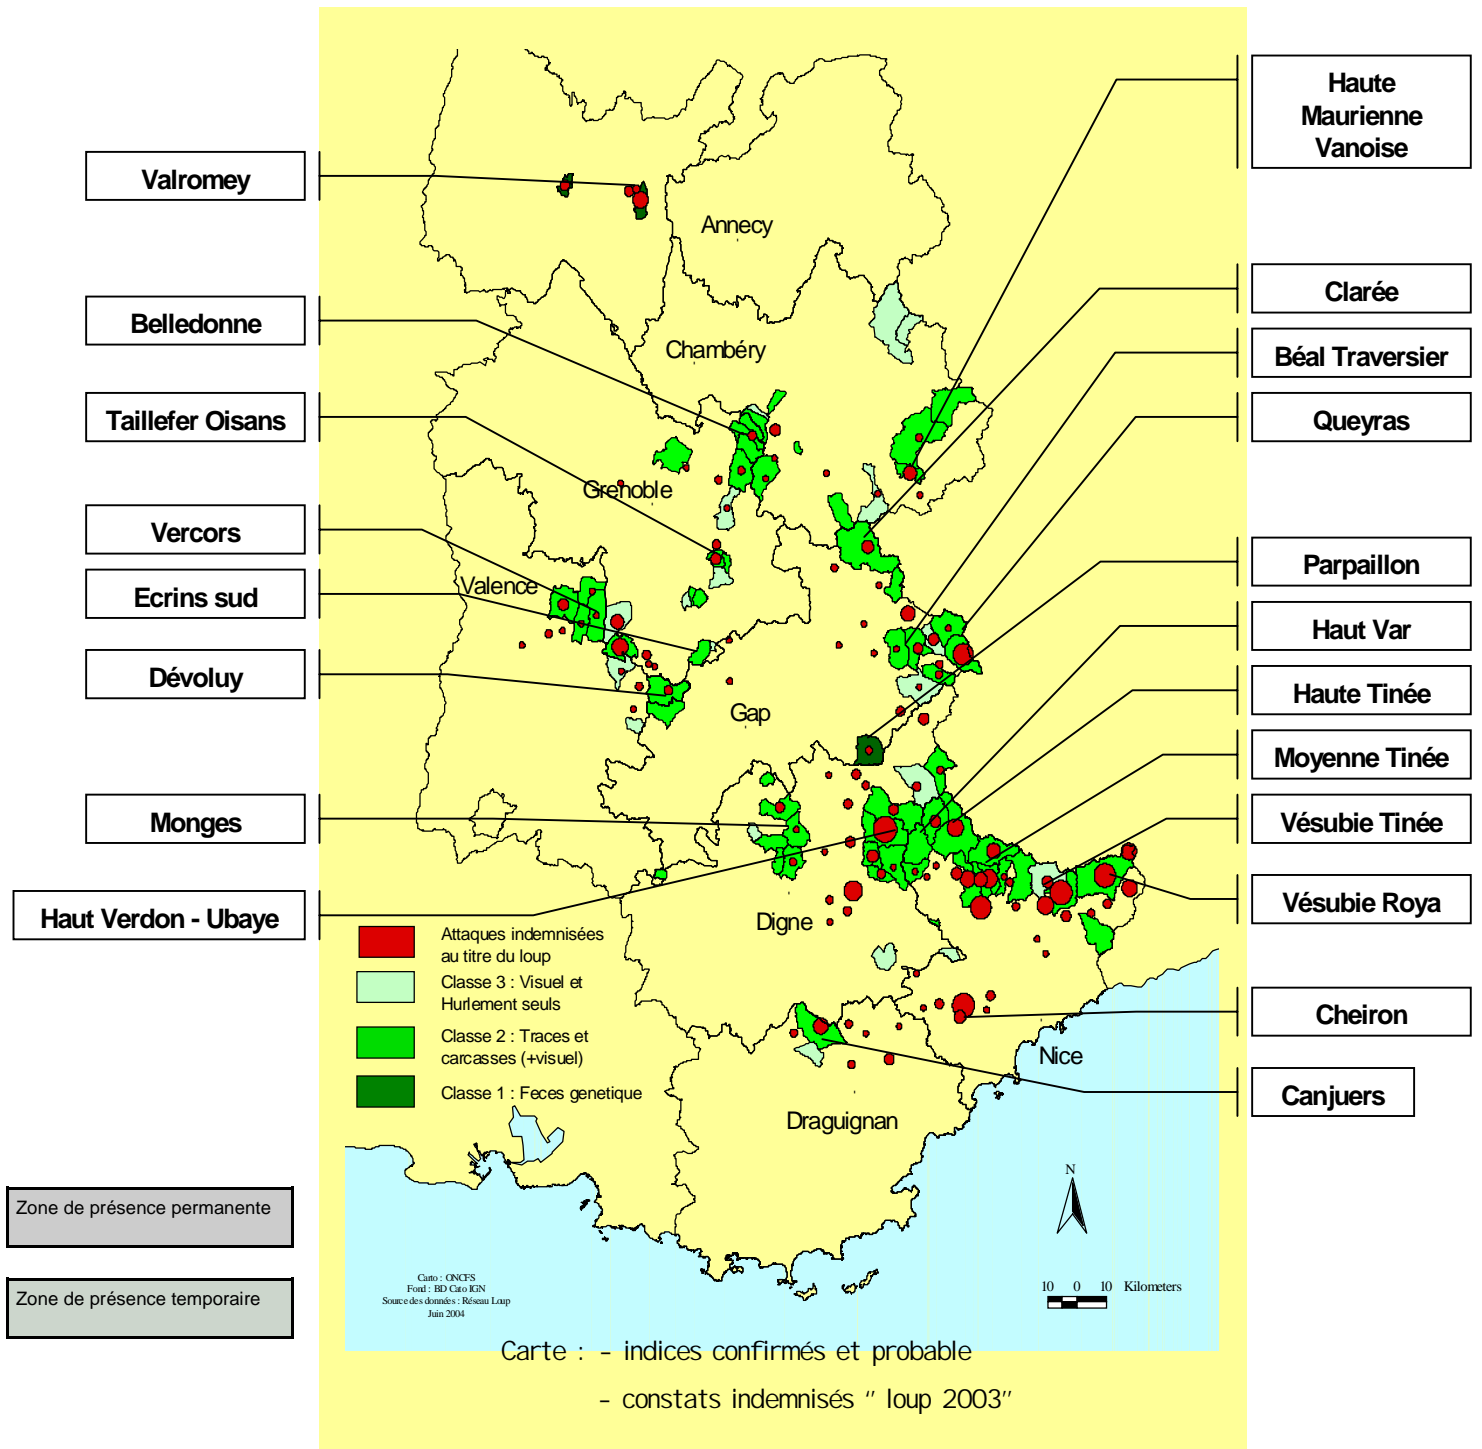 Haute
Maurienne
Vanoise
Valromey
Annecy
Clarée
Belledonne
Chambéry
Béal Traversier
Taillefer Oisans
Queyras
Grenoble
Vercors
Parpaillon
Ecrins sud
Valence
Haut Var
Dévoluy
Haute Tinée
Gap
Moyenne Tinée
Monges
Vésubie Tinée
Haut Verdon - Ubaye
Vésubie Roya
Digne
Attaques indemnisées
au titre du loup
Classe 3 : Visuel et
Hurlement seuls
Cheiron
Classe 2 : Traces et
carcasses (+visuel)
Nice
Classe 1 : Feces genetique
Canjuers
Draguignan
N
Zone de présence permanente
Zone de présence temporaire
Carto : ONCFS
Fond : BD Cato IGN
Source des données : Réseau Loup
Juin 2004
10 0 10 Kilometers
Carte : - indices confirmés et probable
- constats indemnisés " loup 2003"